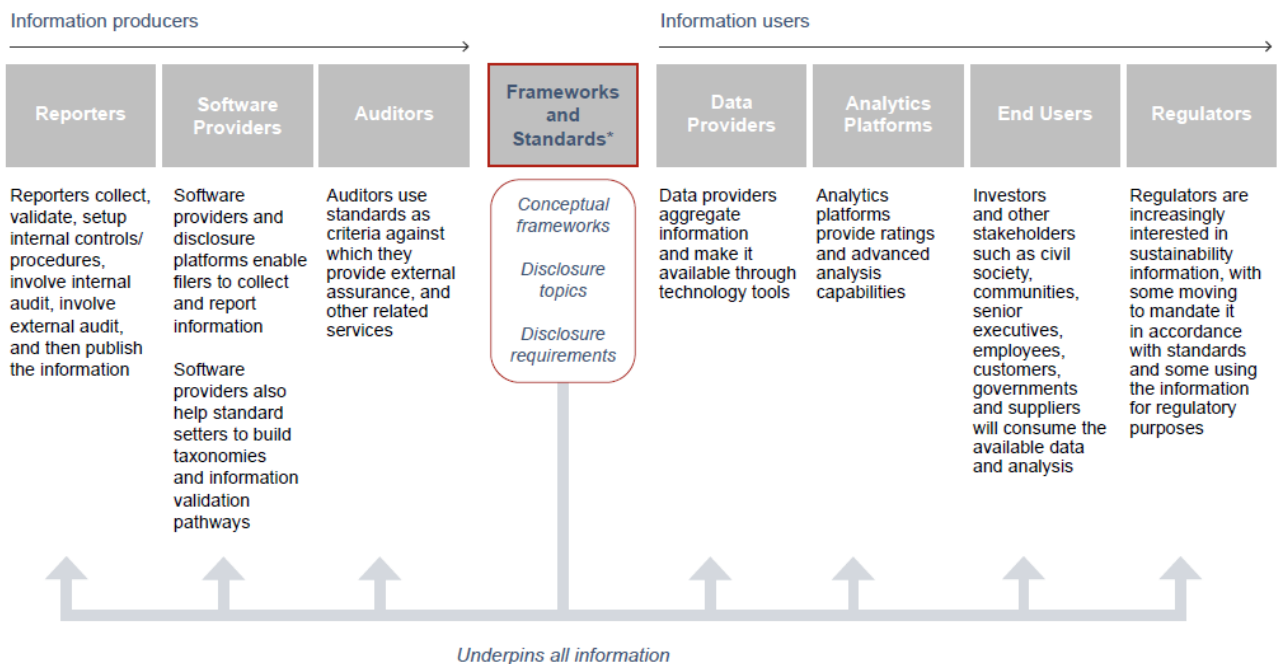 Information producers
Information users
Reporters
Software
Providers
Auditors
Frameworks
and
Standards*
Data
Providers
Analytics
Platforms
End Users
Regulators
Reporters collect,
validate, setup
internal controls/
procedures,
involve internal
audit, involve
external audit,
and then publish
the information
Software
providers and
disclosure
platforms enable
filers to collect
and report
information
Software
providers also
help standard
setters to build
taxonomies
and information
validation
pathways
Auditors use
standards as
criteria against
which they
provide external
assurance, and
other related
services
Conceptual
frameworks
Disclosure
topics
Disclosure
requirements
Data providers
aggregate
information
and make it
available through
technology tools
Analytics
platforms
provide ratings
and advanced
analysis
capabilities
Investors
and other
stakeholders
such as civil
society,
communities,
senior
executives,
employees,
customers,
governments
and suppliers
will consume the
available data
and analysis
Regulators are
increasingly
interested in
sustainability
information, with
some moving
to mandate it
in accordance
with standards
and some using
the information
for regulatory
purposes
Underpins all information